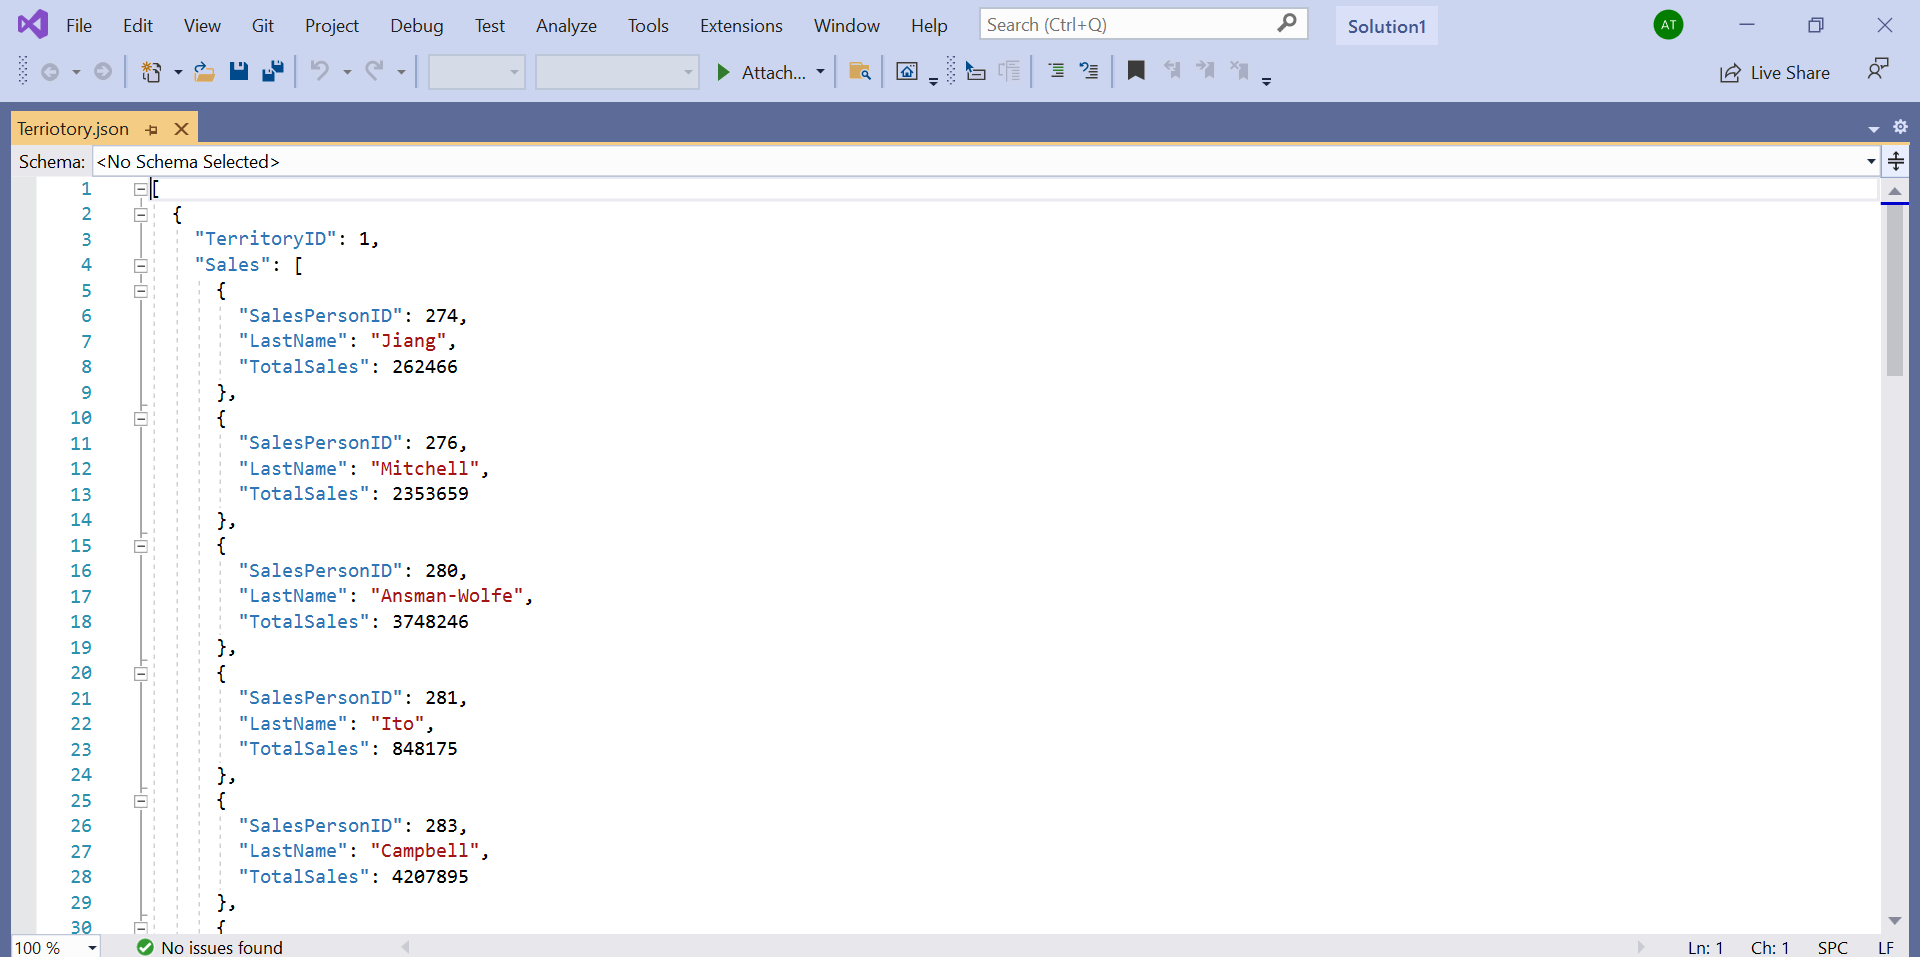 File Edit View Git Project Debug Test Analyze Tools Extensions Window Help Search (Ctrl+Q) Solution1 AT
Attach... Live Share
Terriotory.json
Schema: <No Schema Selected>
1 [
2 {
3 "TerritoryID": 1,
4 "Sales": [
5 {
6 "SalesPersonID": 274,
7 "LastName": "Jiang",
8 "TotalSales": 262466
9 },
10 {
11 "SalesPersonID": 276,
12 "LastName": "Mitchell",
13 "TotalSales": 2353659
14 },
15 {
16 "SalesPersonID": 280,
17 "LastName": "Ansman-Wolfe",
18 "TotalSales": 3748246
19 },
20 {
21 "SalesPersonID": 281,
22 "LastName": "Ito",
23 "TotalSales": 848175
24 },
25 {
26 "SalesPersonID": 283,
27 "LastName": "Campbell",
28 "TotalSales": 4207895
29 },
30 {
100 % No issues found Ln: 1 Ch: 1 SPC LF